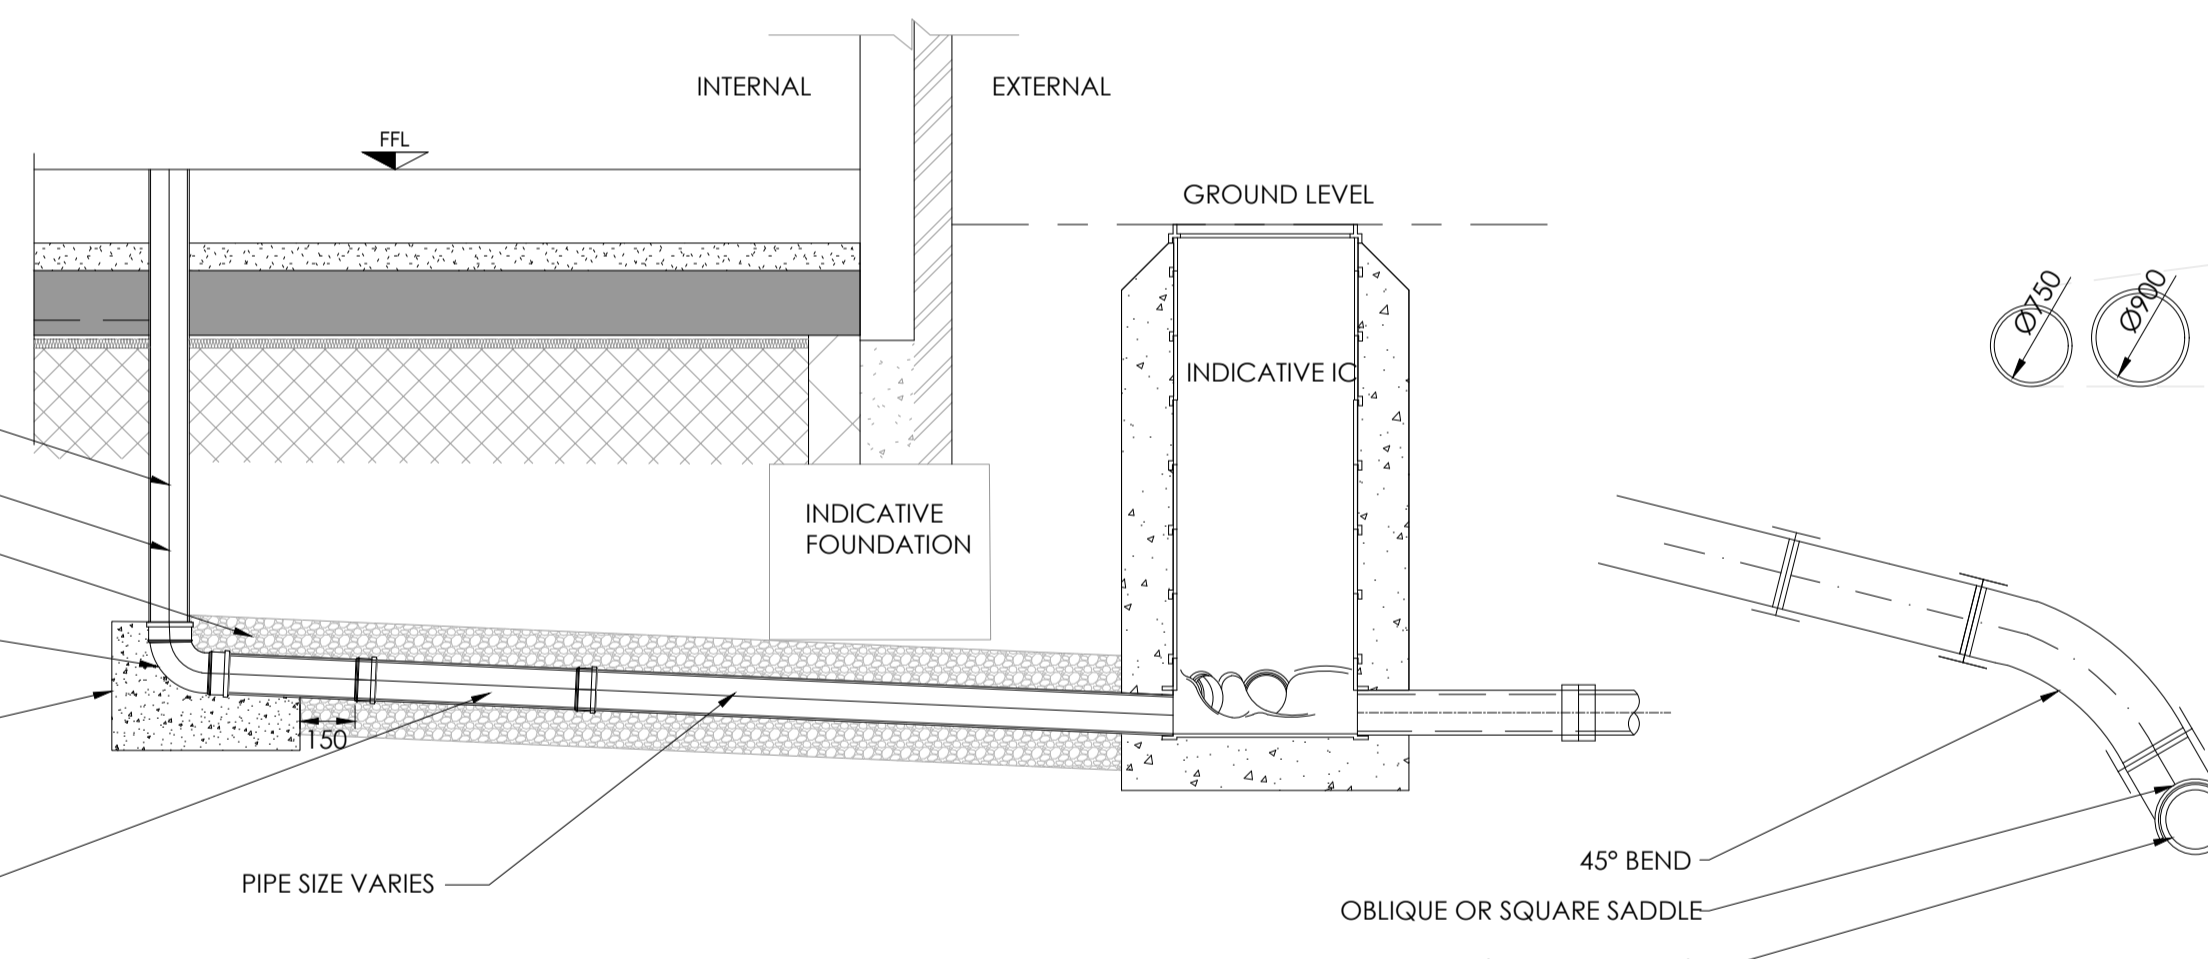 INTERNAL
EXTERNAL
FFL
GROUND LEVEL
Ø750
Ø900
INDICATIVE IC
INDICATIVE
FOUNDATION
150
PIPE SIZE VARIES
45° BEND
OBLIQUE OR SQUARE SADDLE